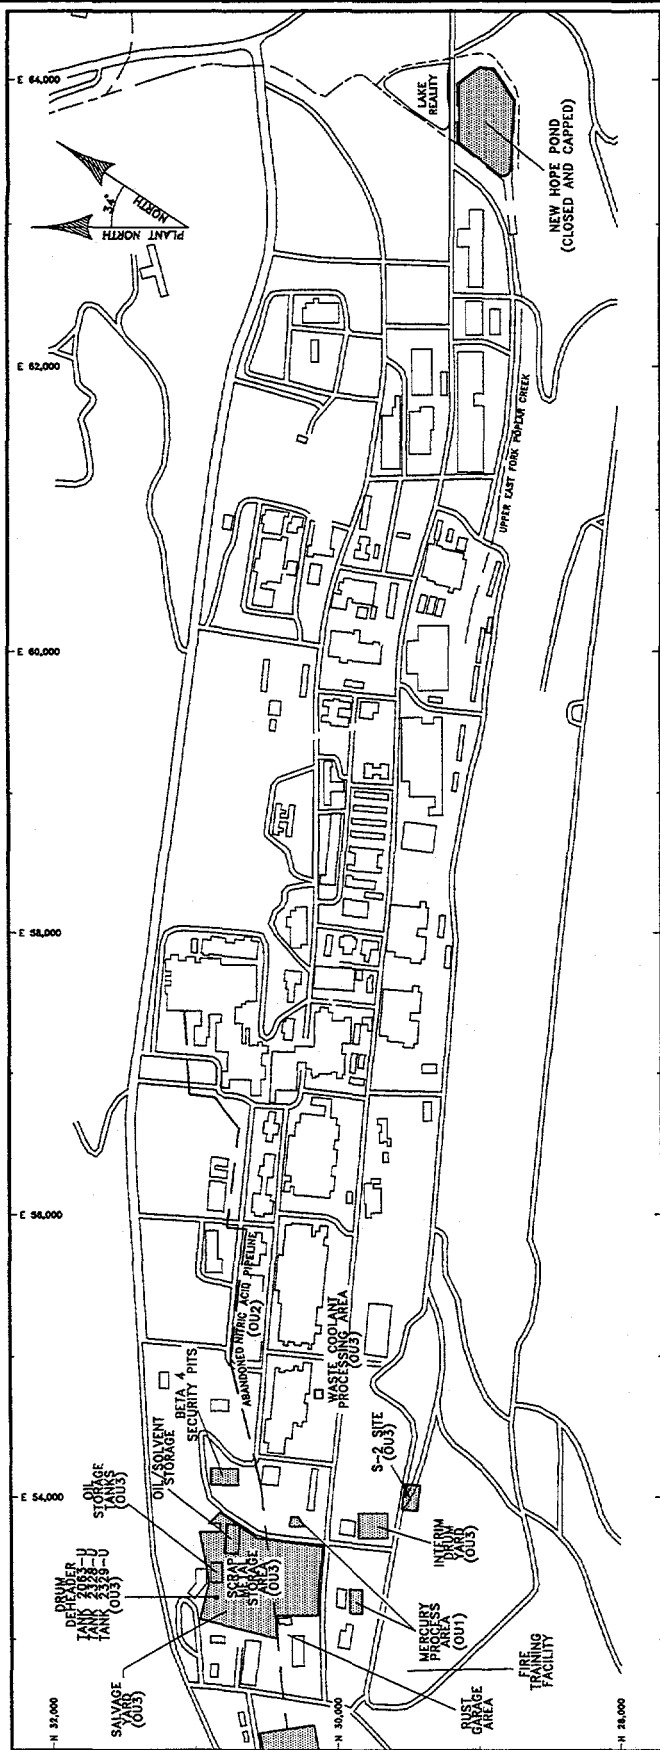 E 64,000
E 62,000
E 60,000
E 58,000
E 56,000
E 54,000
N 32,000
N 30,000
N 28,000
PLANT NORTH
34°
NORTH
LAKE
REALITY
NEW HOPE POND
(CLOSED AND CAPPED)
UPPER EAST FORK POPLAR CREEK
ABANDONED NITRIC ACID PIPELINE
(OU2)
WASTE COOLANT
PROCESSING AREA
(OU3)
BETA 4
SECURITY PITS
OIL/SOLVENT
STORAGE
OIL
STORAGE
TANKS
(OU3)
DRUM
DEHEADER
TANK 2063-U
TANK 2328-U
TANK 2329-U
(OU3)
SALVAGE
YARD
(OU3)
SCRAP
METAL
STORAGE
AREA
(OU3)
S-2 SITE
(OU3)
INTERIM
DRUM
YARD
(OU3)
MERCURY
PROCESS
AREA
(OU1)
FIRE
TRAINING
FACILITY
RUST
GARAGE
AREA